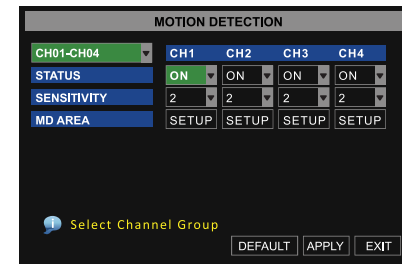 MOTION DETECTION
CH01-CH04 CH1 CH2 CH3 CH4
STATUS ON ON ON ON
SENSITIVITY 2 2 2 2
MD AREA SETUP SETUP SETUP SETUP
Select Channel Group
DEFAULT APPLY EXIT